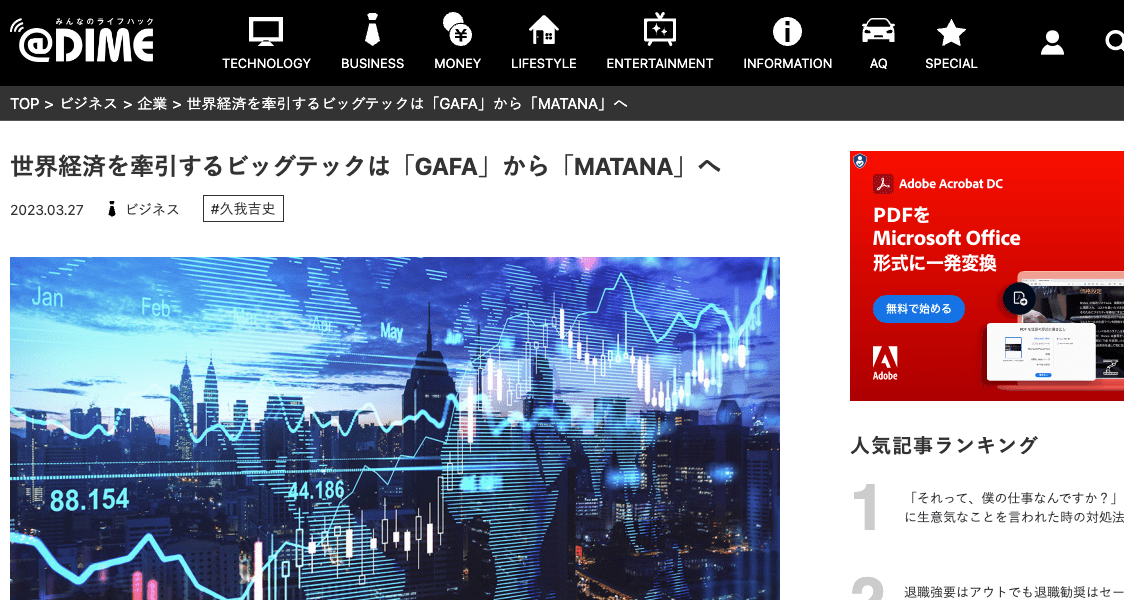 みんなのライフハック
@DIME
TECHNOLOGY
BUSINESS
MONEY
LIFESTYLE
ENTERTAINMENT
INFORMATION
AQ
SPECIAL
TOP > ビジネス > 企業 > 世界経済を牽引するビッグテックは「GAFA」から「MATANA」へ
世界経済を牽引するビッグテックは「GAFA」から「MATANA」へ
2023.03.27
ビジネス
#久我吉史
Jan
Feb
Apr
May
88.154
44.186
Adobe Acrobat DC
PDFを
Microsoft Office
形式に一発変換
無料で始める
Adobe
人気記事ランキング
1
「それって、僕の仕事なんですか？」
に生意気なことを言われた時の対処法
2
退職強要はアウトでも退職勧奨はセー